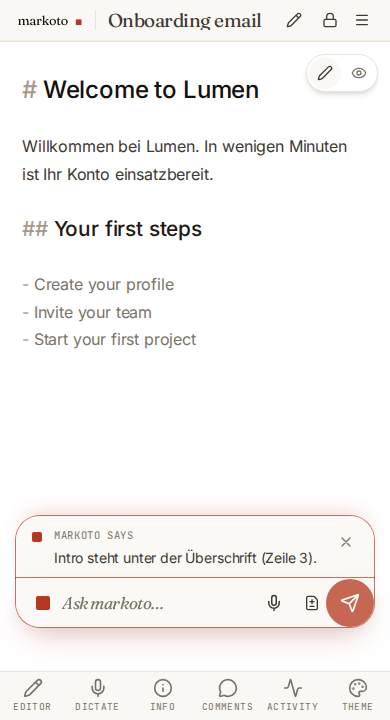 markoto
Onboarding email
# Welcome to Lumen
Willkommen bei Lumen. In wenigen Minuten
ist Ihr Konto einsatzbereit.
## Your first steps
- Create your profile
- Invite your team
- Start your first project
MARKOTO SAYS
Intro steht unter der Überschrift (Zeile 3).
Ask markoto...
EDITOR DICTATE INFO COMMENTS ACTIVITY THEME